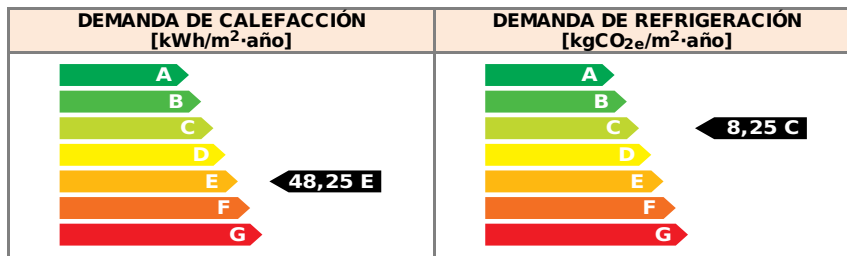 DEMANDA DE CALEFACCIÓN
[kWh/m²·año]
A
B
C
D
E
48,25 E
F
G
DEMANDA DE REFRIGERACIÓN
[kgCO₂e/m²·año]
A
B
C
8,25 C
D
E
F
G